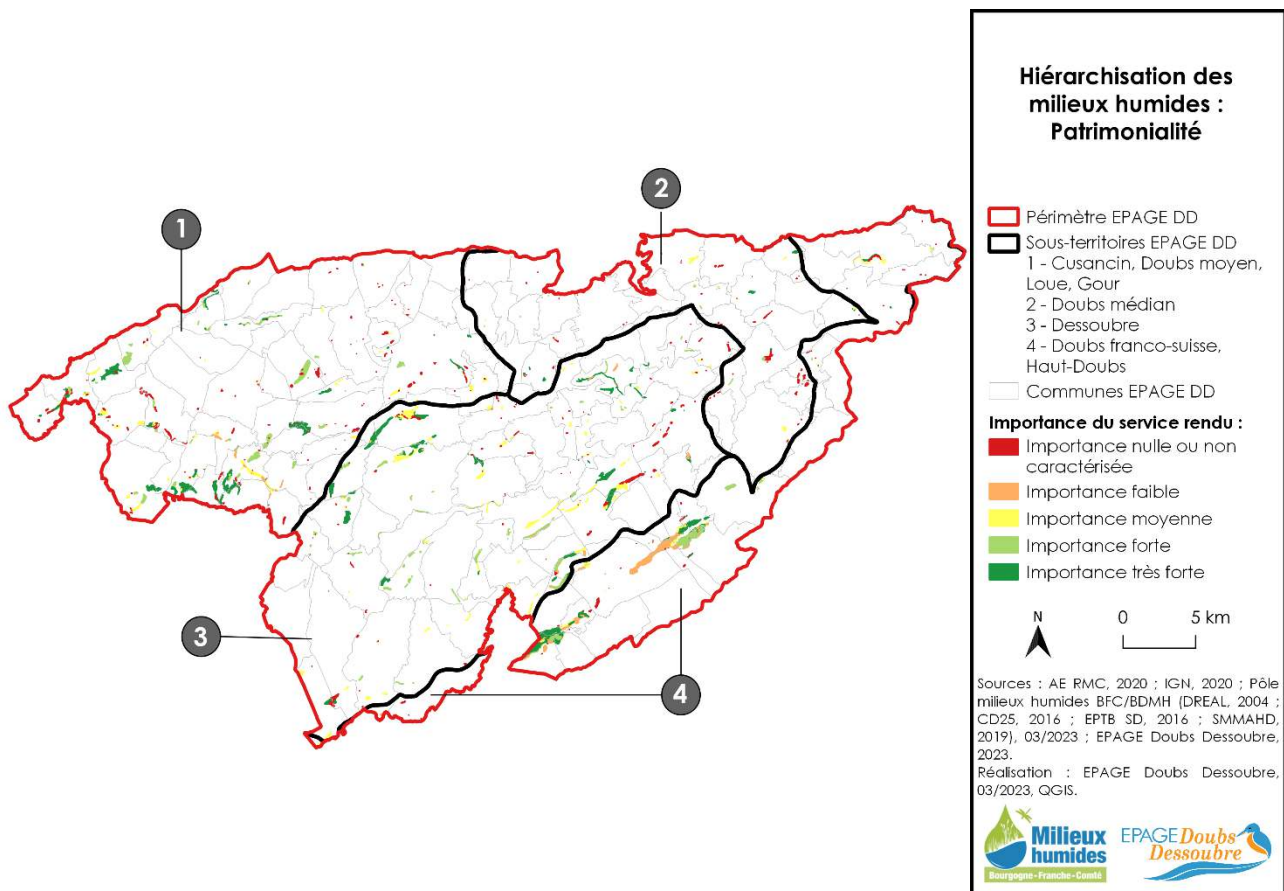 1
2
3
4
Hiérarchisation des
milieux humides :
Patrimonialité
Périmètre EPAGE DD
Sous-territoires EPAGE DD
1 - Cusancin, Doubs moyen,
Loue, Gour
2 - Doubs médian
3 - Dessoubre
4 - Doubs franco-suisse,
Haut-Doubs
Communes EPAGE DD
Importance du service rendu :
Importance nulle ou non
caractérisée
Importance faible
Importance moyenne
Importance forte
Importance très forte
N
0 5 km
Sources : AE RMC, 2020 ; IGN, 2020 ; Pôle
milieux humides BFC/BDMH (DREAL, 2004 ;
CD25, 2016 ; EPTB SD, 2016 ; SMMAHD,
2019), 03/2023 ; EPAGE Doubs Dessoubre,
2023.
Réalisation : EPAGE Doubs Dessoubre,
03/2023, QGIS.
Milieux
humides
Bourgogne-Franche-Comté
EPAGE Doubs
Dessoubre